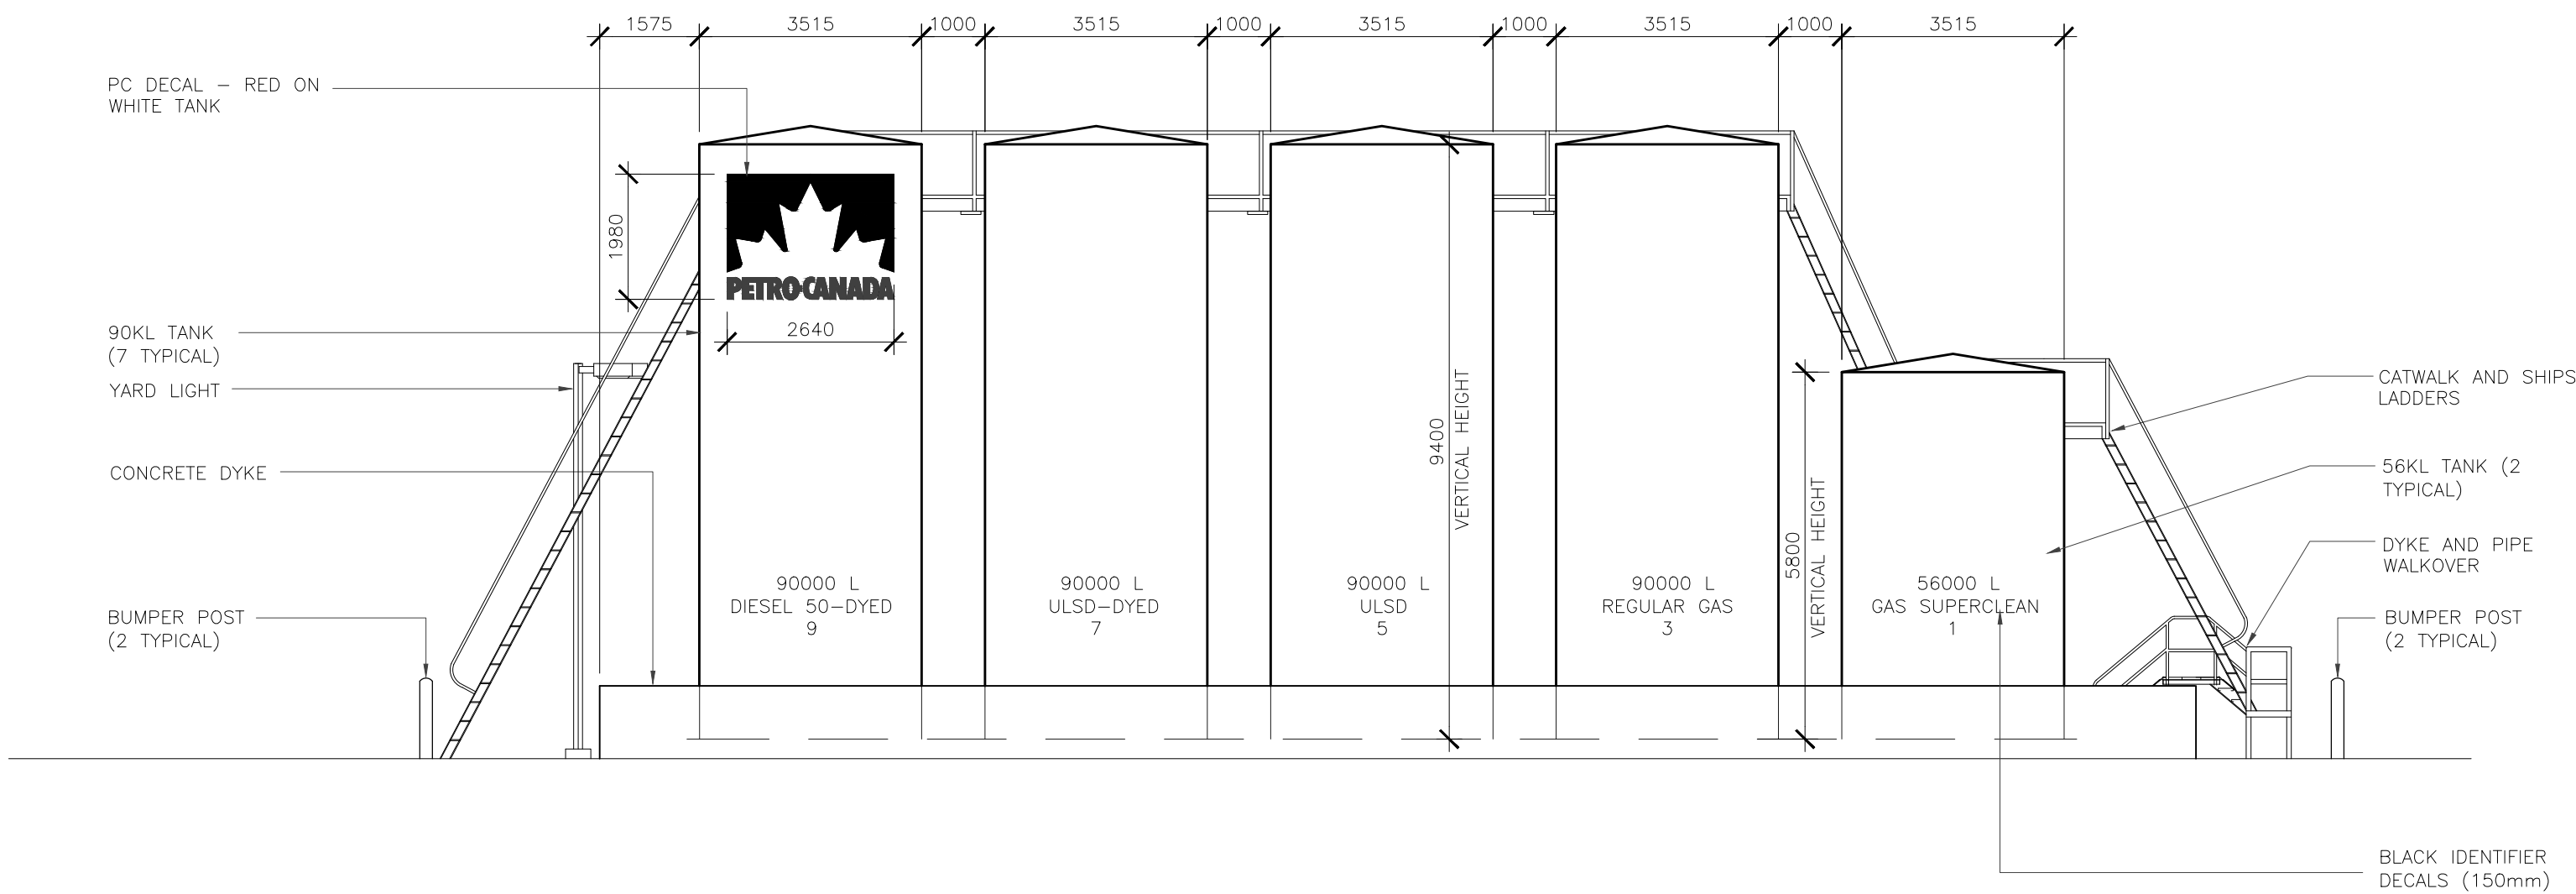 1575
3515
1000
3515
1000
3515
1000
3515
1000
3515
PC DECAL – RED ON
WHITE TANK
1980
PETRO-CANADA
2640
90KL TANK
(7 TYPICAL)
YARD LIGHT
CONCRETE DYKE
BUMPER POST
(2 TYPICAL)
90000 L
DIESEL 50-DYED
9
90000 L
ULSD-DYED
7
90000 L
ULSD
5
9400
VERTICAL HEIGHT
90000 L
REGULAR GAS
3
5800
VERTICAL HEIGHT
56000 L
GAS SUPERCLEAN
1
CATWALK AND SHIPS
LADDERS
56KL TANK (2
TYPICAL)
DYKE AND PIPE
WALKOVER
BUMPER POST
(2 TYPICAL)
BLACK IDENTIFIER
DECALS (150mm)